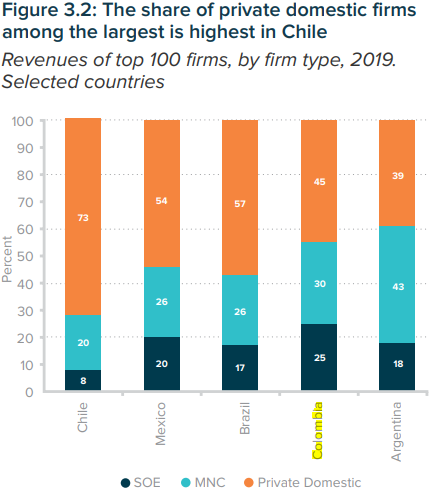 Figure 3.2: The share of private domestic firms
among the largest is highest in Chile
Revenues of top 100 firms, by firm type, 2019.
Selected countries
Percent
100
90
80
70
60
50
40
30
20
10
0
73
20
8
54
26
20
57
26
17
45
30
25
39
43
18
Chile
Mexico
Brazil
Colombia
Argentina
SOE MNC Private Domestic